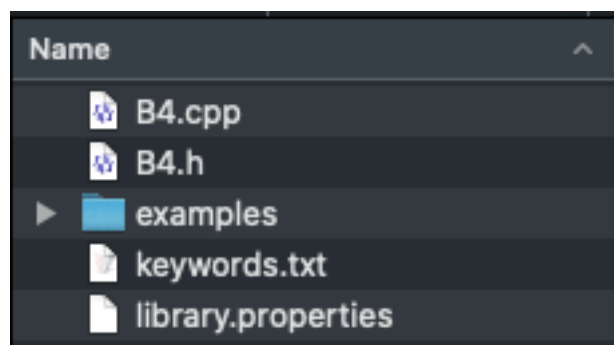 Name
B4.cpp
B4.h
examples
keywords.txt
library.properties